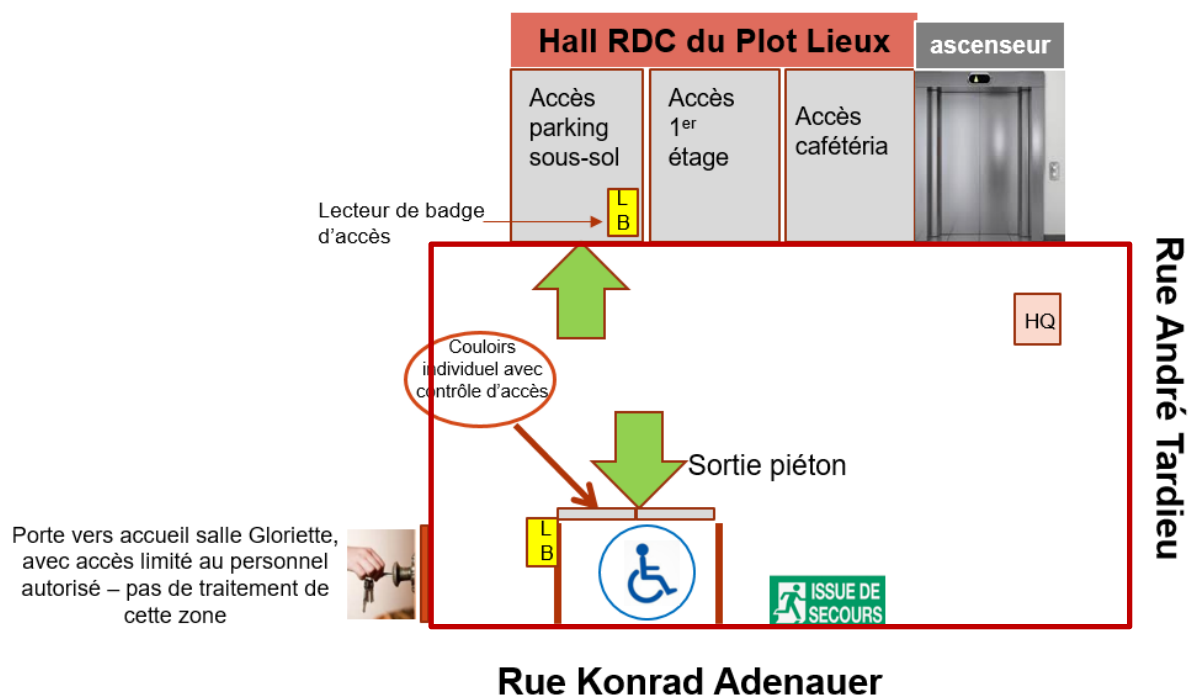 Hall RDC du Plot Lieux
ascenseur
Accès
parking
sous-sol
Accès
1er
étage
Accès
cafétéria
L
B
Lecteur de badge
d’accès
Rue André Tardieu
HQ
Couloirs
individuel avec
contrôle d’accès
Sortie piéton
L
B
Porte vers accueil salle Gloriette,
avec accès limité au personnel
autorisé – pas de traitement de
cette zone
ISSUE DE
SECOURS
Rue Konrad Adenauer